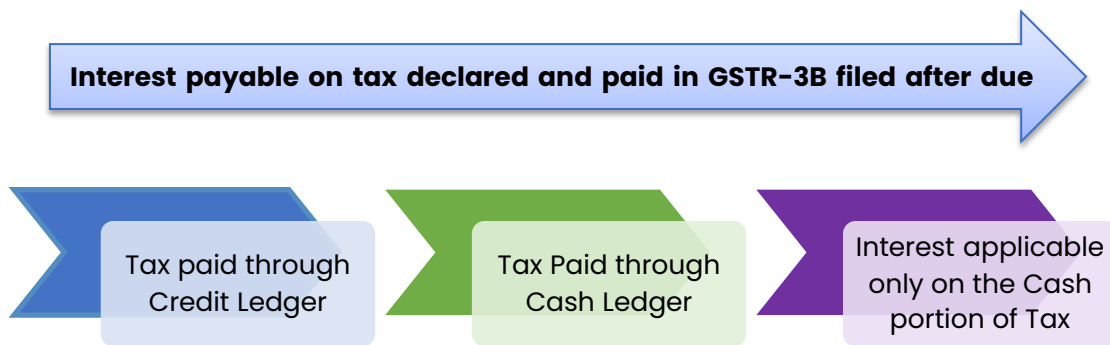 Interest payable on tax declared and paid in GSTR-3B filed after due
Tax paid through
Credit Ledger
Tax Paid through
Cash Ledger
Interest applicable
only on the Cash
portion of Tax